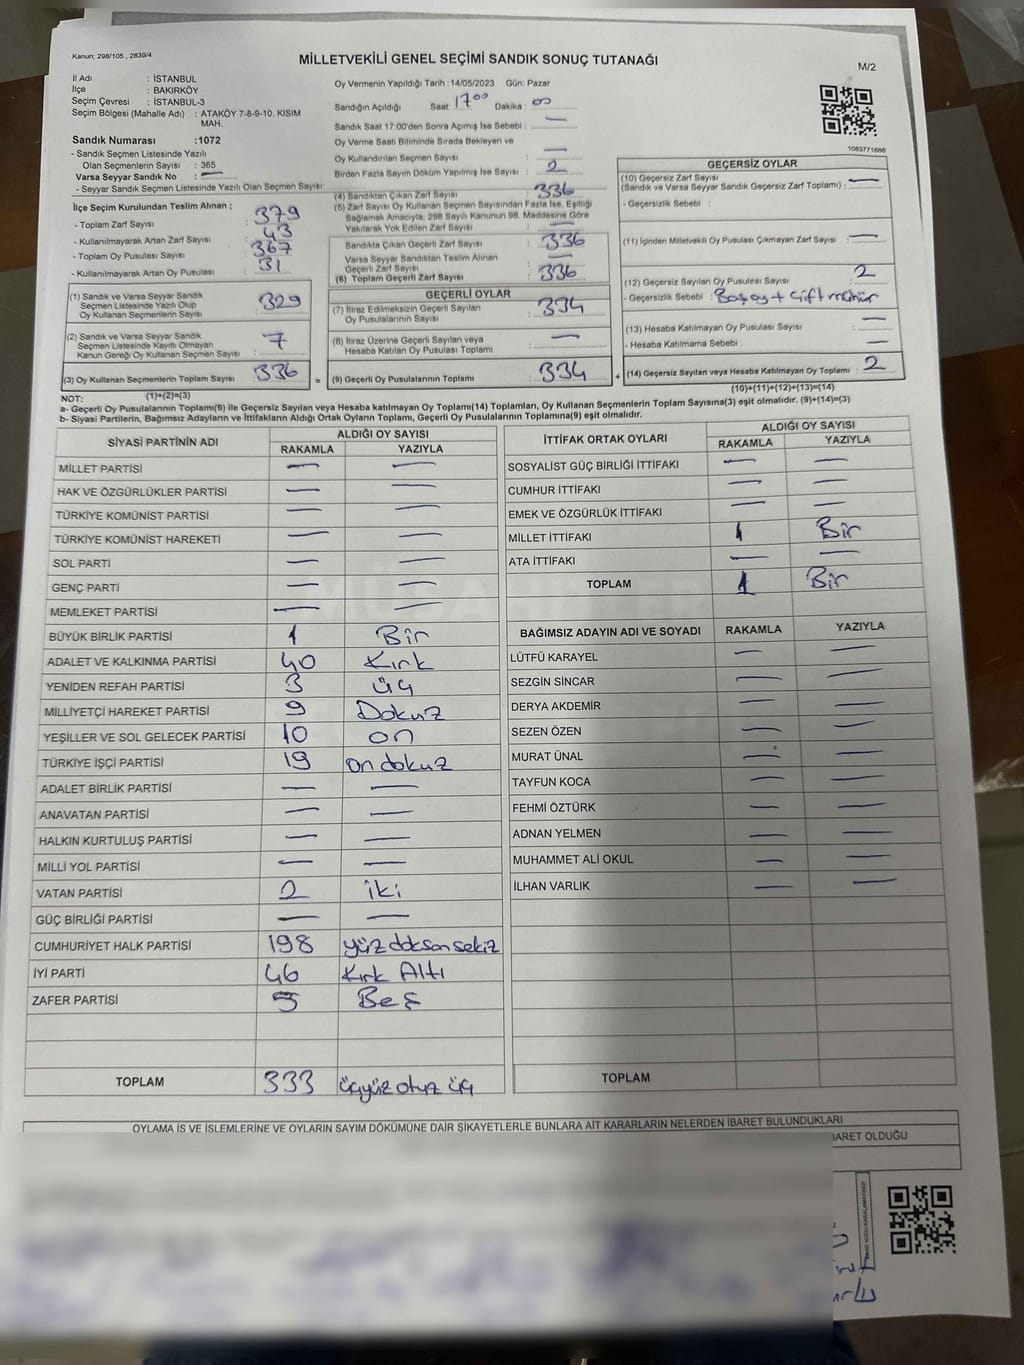 Kanun: 298/105 , 2839/4
MİLLETVEKİLİ GENEL SEÇİMİ SANDIK SONUÇ TUTANAĞI
M/2
İl Adı : İSTANBUL
İlçe : BAKIRKÖY
Seçim Çevresi : İSTANBUL-3
Seçim Bölgesi (Mahalle Adı) : ATAKÖY 7-8-9-10. KISIM MAH.
Sandık Numarası :1072
- Sandık Seçmen Listesinde Yazılı
Olan Seçmenlerin Sayısı : 365
Varsa Seyyar Sandık No : —
- Seyyar Sandık Seçmen Listesinde Yazılı Olan Seçmen Sayısı
İlçe Seçim Kurulundan Teslim Alınan ;
- Toplam Zarf Sayısı : 379
- Kullanılmayarak Artan Zarf Sayısı : 43
- Toplam Oy Pusulası Sayısı : 367
- Kullanılmayarak Artan Oy Pusulası : 31
(1) Sandık ve Varsa Seyyar Sandık
Seçmen Listesinde Yazılı Olup
Oy Kullanan Seçmenlerin Sayısı : 329
(2) Sandık ve Varsa Seyyar Sandık
Seçmen Listesinde Kayıtlı Olmayan
Kanun Gereği Oy Kullanan Seçmen Sayısı : 7
(3) Oy Kullanan Seçmenlerin Toplam Sayısı : 336 =
(1)+(2)=(3)
Oy Vermenin Yapıldığı Tarih : 14/05/2023 Gün: Pazar
Sandığın Açıldığı Saat: 17⁰⁰ Dakika : 00
Sandık Saat 17:00'den Sonra Açılmış İse Sebebi : —
Oy Verme Saati Bitiminde Sırada Bekleyen ve
Oy Kullandırılan Seçmen Sayısı : —
Birden Fazla Sayım Döküm Yapılmış İse Sayısı : 2
(4) Sandıktan Çıkan Zarf Sayısı : 336
(5) Zarf Sayısı Oy Kullanan Seçmen Sayısından Fazla İse, Eşitliği
Sağlamak Amacıyla, 298 Sayılı Kanunun 98. Maddesine Göre
Yakılarak Yok Edilen Zarf Sayısı : —
Sandıkta Çıkan Geçerli Zarf Sayısı : 336
Varsa Seyyar Sandıktan Teslim Alınan
Geçerli Zarf Sayısı : —
(6) Toplam Geçerli Zarf Sayısı : 336
GEÇERLİ OYLAR
(7) İtiraz Edilmeksizin Geçerli Sayılan
Oy Pusulalarının Sayısı : 334
(8) İtiraz Üzerine Geçerli Sayılan veya
Hesaba Katılan Oy Pusulası Toplamı : —
(9) Geçerli Oy Pusulalarının Toplamı : 334 +
1083771686
GEÇERSİZ OYLAR
(10) Geçersiz Zarf Sayısı
(Sandık ve Varsa Seyyar Sandık Geçersiz Zarf Toplamı) : —
- Geçersizlik Sebebi :
(11) İçinden Milletvekili Oy Pusulası Çıkmayan Zarf Sayısı : —
(12) Geçersiz Sayılan Oy Pusulası Sayısı : 2
- Geçersizlik Sebebi : Boş oy + Çift mühür
(13) Hesaba Katılmayan Oy Pusulası Sayısı : —
- Hesaba Katılmama Sebebi : —
(14) Geçersiz Sayılan veya Hesaba Katılmayan Oy Toplamı : 2
(10)+(11)+(12)+(13)=(14)
NOT:
a- Geçerli Oy Pusulalarının Toplamı(9) ile Geçersiz Sayılan veya Hesaba katılmayan Oy Toplamı(14) Toplamları, Oy Kullanan Seçmenlerin Toplam Sayısına(3) eşit olmalıdır. (9)+(14)=(3)
b- Siyasi Partilerin, Bağımsız Adayların ve İttifakların Aldığı Ortak Oyların Toplamı, Geçerli Oy Pusulalarının Toplamına(9) eşit olmalıdır.
SİYASİ PARTİNİN ADI
ALDIĞI OY SAYISI
RAKAMLA YAZIYLA
MİLLET PARTİSİ — —
HAK VE ÖZGÜRLÜKLER PARTİSİ — —
TÜRKİYE KOMÜNİST PARTİSİ — —
TÜRKİYE KOMÜNİST HAREKETİ — —
SOL PARTİ — —
GENÇ PARTİ — —
MEMLEKET PARTİSİ — —
BÜYÜK BİRLİK PARTİSİ 1 Bir
ADALET VE KALKINMA PARTİSİ 40 Kırk
YENİDEN REFAH PARTİSİ 3 üç
MİLLİYETÇİ HAREKET PARTİSİ 9 Dokuz
YEŞİLLER VE SOL GELECEK PARTİSİ 10 on
TÜRKİYE İŞÇİ PARTİSİ 19 on dokuz
ADALET BİRLİK PARTİSİ — —
ANAVATAN PARTİSİ — —
HALKIN KURTULUŞ PARTİSİ — —
MİLLİ YOL PARTİSİ — —
VATAN PARTİSİ 2 iki
GÜÇ BİRLİĞİ PARTİSİ — —
CUMHURİYET HALK PARTİSİ 198 yüz doksan sekiz
İYİ PARTİ 46 Kırk Altı
ZAFER PARTİSİ 5 Beş
TOPLAM 333 üçyüz otuz üç
İTTİFAK ORTAK OYLARI
ALDIĞI OY SAYISI
RAKAMLA YAZIYLA
SOSYALİST GÜÇ BİRLİĞİ İTTİFAKI — —
CUMHUR İTTİFAKI — —
EMEK VE ÖZGÜRLÜK İTTİFAKI — —
MİLLET İTTİFAKI 1 Bir
ATA İTTİFAKI — —
TOPLAM 1 Bir
BAĞIMSIZ ADAYIN ADI VE SOYADI RAKAMLA YAZIYLA
LÜTFÜ KARAYEL — —
SEZGİN SİNCAR — —
DERYA AKDEMİR — —
SEZEN ÖZEN — —
MURAT ÜNAL — —
TAYFUN KOCA — —
FEHMİ ÖZTÜRK — —
ADNAN YELMEN — —
MUHAMMET ALİ OKUL — —
İLHAN VARLIK — —
TOPLAM
OYLAMA İŞ VE İŞLEMLERİNE VE OYLARIN SAYIM DÖKÜMÜNE DAİR ŞİKAYETLERLE BUNLARA AİT KARARLARIN NELERDEN İBARET BULUNDUKLARI
BARET OLDUĞU